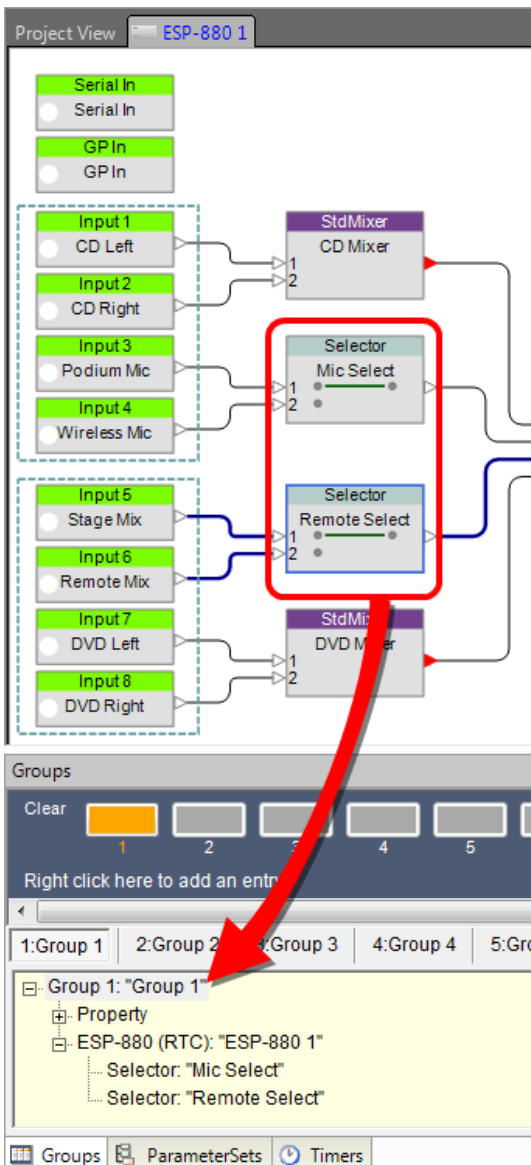 Project View
ESP-880 1
Serial In
Serial In
GP In
GP In
Input 1
CD Left
Input 2
CD Right
StdMixer
CD Mixer
1
2
Input 3
Podium Mic
Input 4
Wireless Mic
Selector
Mic Select
1
2
Input 5
Stage Mix
Input 6
Remote Mix
Selector
Remote Select
1
2
Input 7
DVD Left
Input 8
DVD Right
1
2
Groups
Clear
1 2 3 4 5
Right click here to add an
1:Group 1 2:Group 2 3:Group 3 4:Group 4
Group 1: "Group 1"
Property
ESP-880 (RTC): "ESP-880 1"
Selector: "Mic Select"
Selector: "Remote Select"
Groups ParameterSets Timers